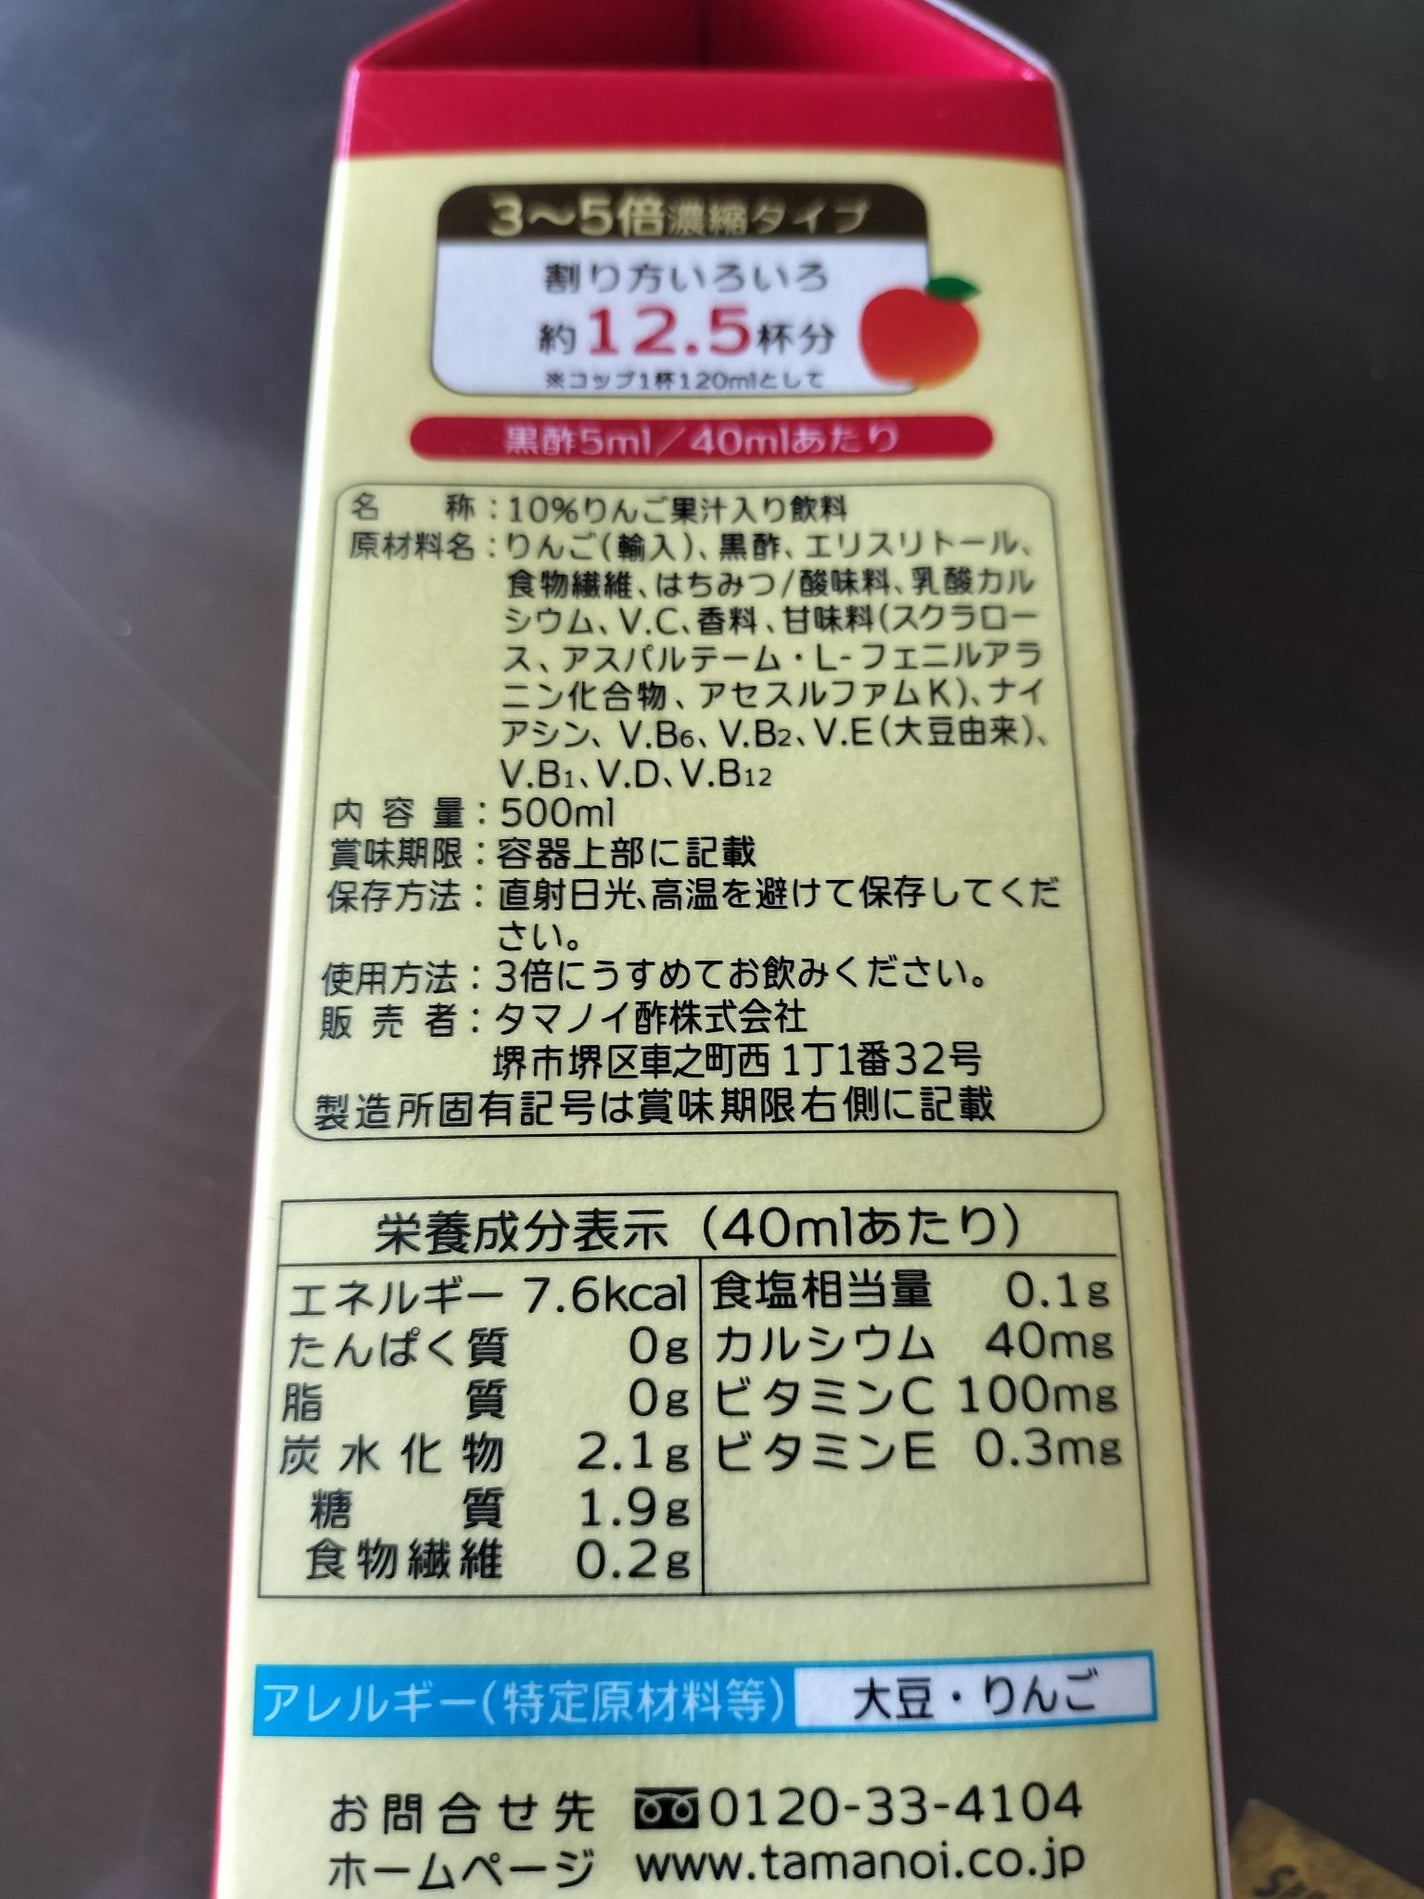 3〜5倍濃縮タイプ
割り方いろいろ
約12.5杯分
※コップ1杯120mlとして
黒酢5ml／40mlあたり
名　称：10%りんご果汁入り飲料
原材料名：りんご(輸入)、黒酢、エリスリトール、
食物繊維、はちみつ/酸味料、乳酸カル
シウム、V.C、香料、甘味料(スクラロー
ス、アスパルテーム・L-フェニルアラ
ニン化合物、アセスルファムK)、ナイ
アシン、V.B6、V.B2、V.E(大豆由来)、
V.B1、V.D、V.B12
内容量：500ml
賞味期限：容器上部に記載
保存方法：直射日光、高温を避けて保存してくだ
さい。
使用方法：3倍にうすめてお飲みください。
販売者：タマノイ酢株式会社
堺市堺区車之町西1丁1番32号
製造所固有記号は賞味期限右側に記載
栄養成分表示（40mlあたり）
エネルギー 7.6kcal
たんぱく質 0g
脂質 0g
炭水化物 2.1g
糖質 1.9g
食物繊維 0.2g
食塩相当量 0.1g
カルシウム 40mg
ビタミンC 100mg
ビタミンE 0.3mg
アレルギー(特定原材料等) 大豆・りんご
お問合せ先 0120-33-4104
ホームページ www.tamanoi.co.jp